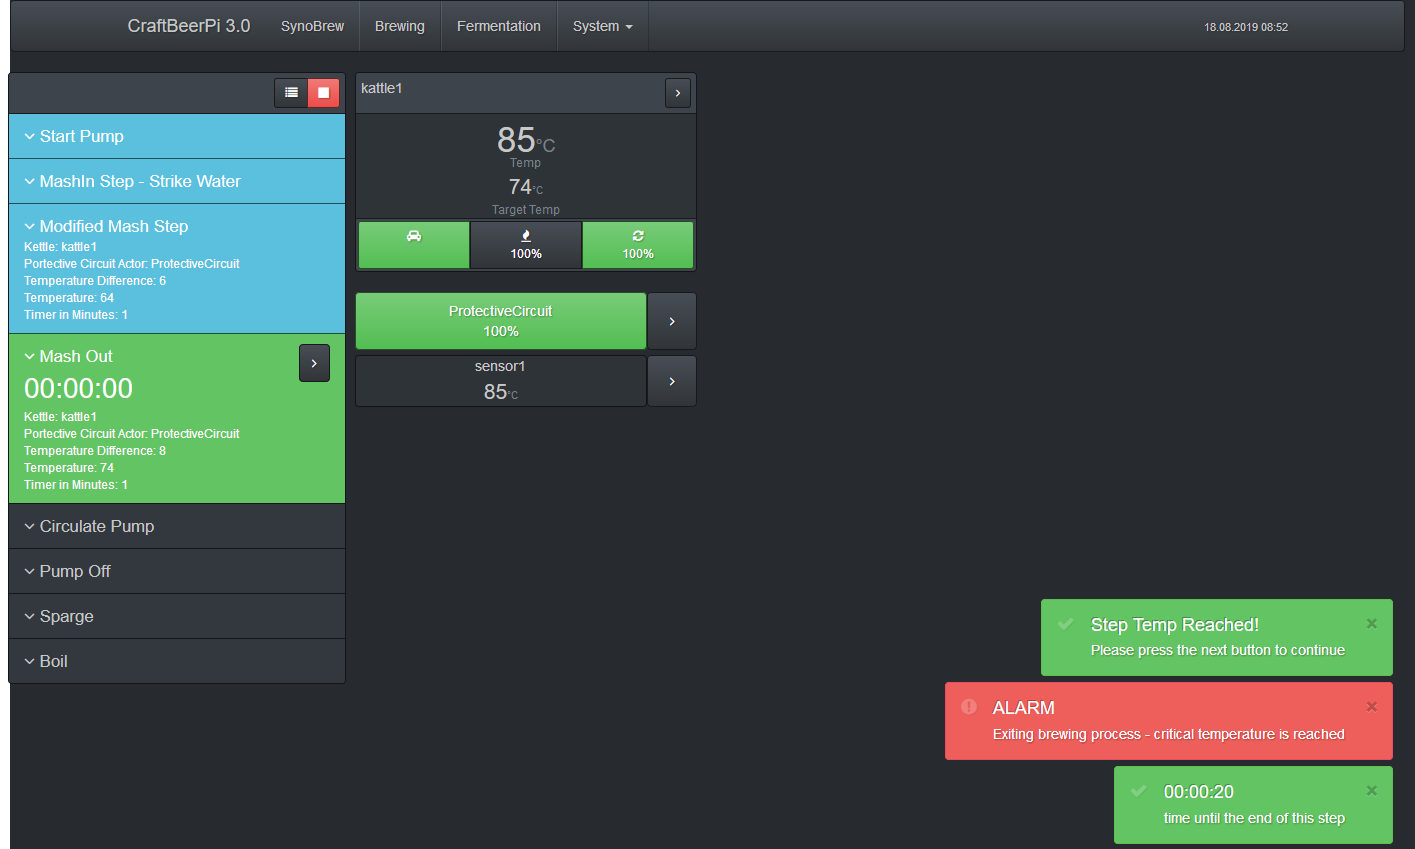 CraftBeerPi 3.0 SynoBrew Brewing Fermentation System 18.08.2019 08:52
Start Pump
MashIn Step - Strike Water
Modified Mash Step
Kettle: kattle1
Portective Circuit Actor: ProtectiveCircuit
Temperature Difference: 6
Temperature: 64
Timer in Minutes: 1
Mash Out
00:00:00
Kettle: kattle1
Portective Circuit Actor: ProtectiveCircuit
Temperature Difference: 8
Temperature: 74
Timer in Minutes: 1
Circulate Pump
Pump Off
Sparge
Boil
kattle1
85°C
Temp
74°C
Target Temp
100% 100%
ProtectiveCircuit
100%
sensor1
85°C
Step Temp Reached!
Please press the next button to continue
ALARM
Exiting brewing process - critical temperature is reached
00:00:20
time until the end of this step